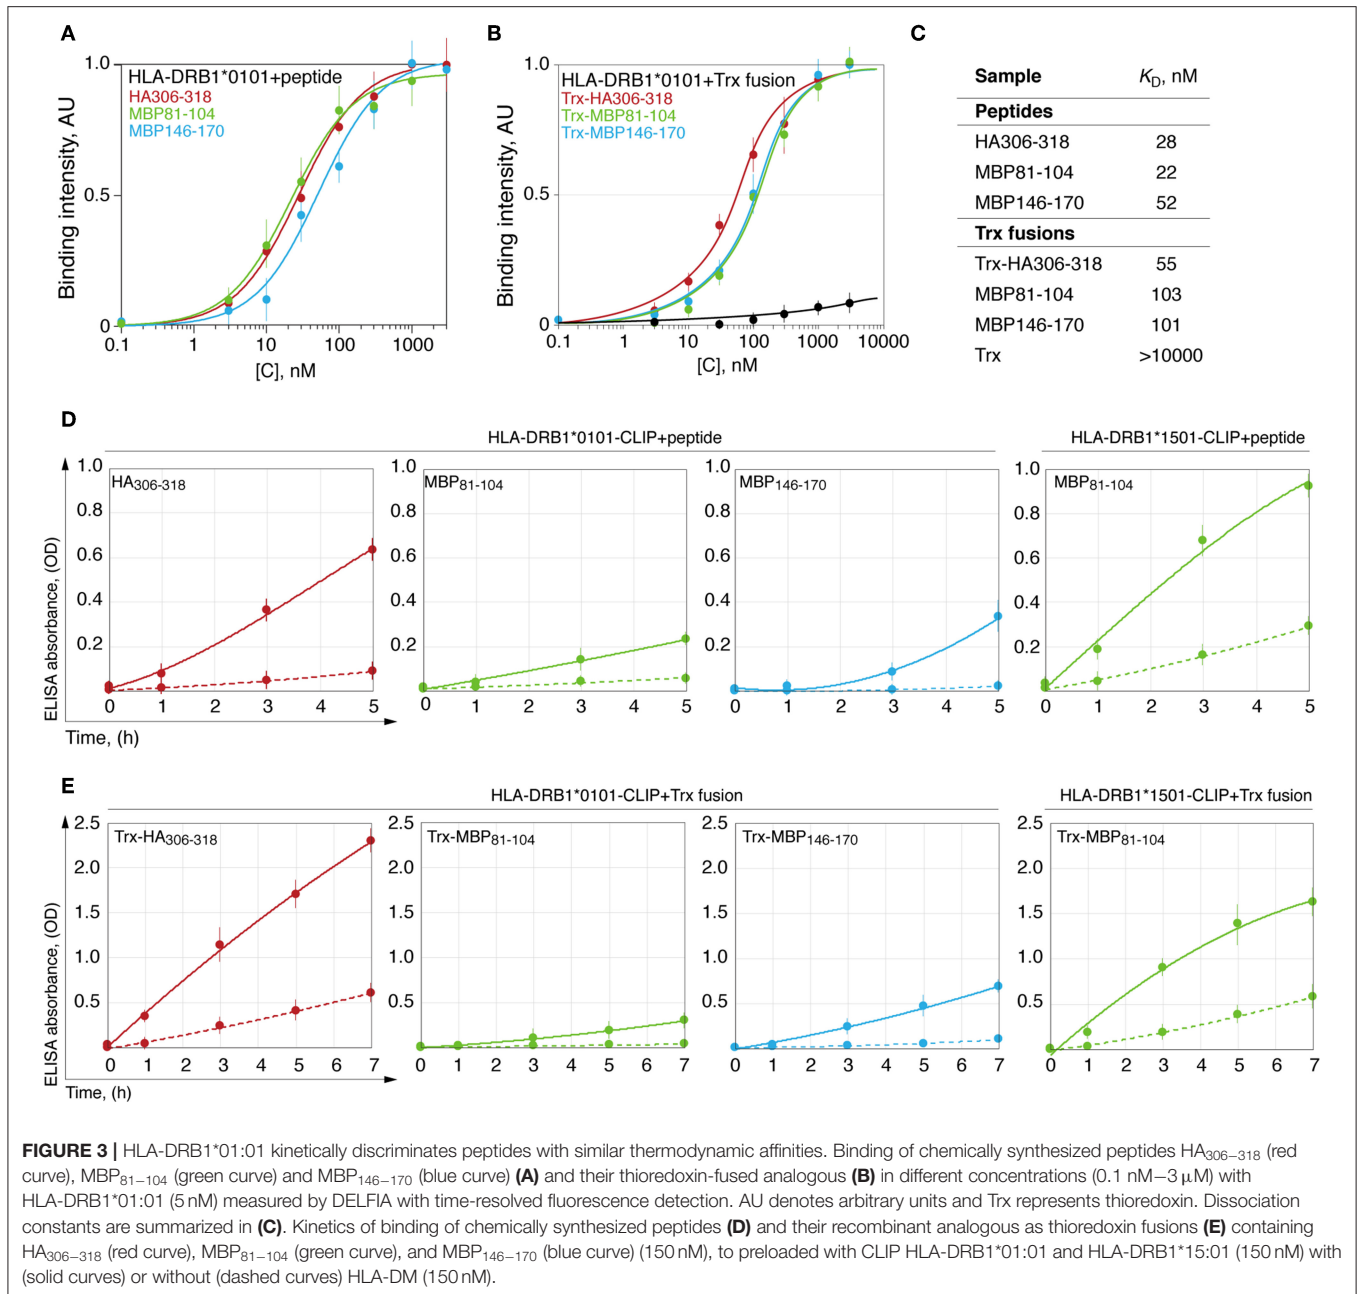 A
HLA-DRB1*0101+peptide
HA306-318
MBP81-104
MBP146-170
Binding intensity, AU
1.0
0.5
0
0.1 1 10 100 1000
[C], nM
B
HLA-DRB1*0101+Trx fusion
Trx-HA306-318
Trx-MBP81-104
Trx-MBP146-170
Binding intensity, AU
1.0
0.5
0
0.1 1 10 100 1000 10000
[C], nM
C
Sample KD, nM
Peptides
HA306-318 28
MBP81-104 22
MBP146-170 52
Trx fusions
Trx-HA306-318 55
MBP81-104 103
MBP146-170 101
Trx >10000
D
HLA-DRB1*0101-CLIP+peptide
HLA-DRB1*1501-CLIP+peptide
ELISA absorbance, (OD)
HA306-318
1.0
0.8
0.6
0.4
0.2
0 1 2 3 4 5
MBP81-104
1.0
0.8
0.6
0.4
0.2
0 1 2 3 4 5
MBP146-170
1.0
0.8
0.6
0.4
0.2
0 1 2 3 4 5
MBP81-104
1.0
0.8
0.6
0.4
0.2
0 1 2 3 4 5
Time, (h)
E
HLA-DRB1*0101-CLIP+Trx fusion
HLA-DRB1*1501-CLIP+Trx fusion
ELISA absorbance, (OD)
Trx-HA306-318
2.5
2.0
1.5
1.0
0.5
0 1 2 3 4 5 6 7
Trx-MBP81-104
2.5
2.0
1.5
1.0
0.5
0 1 2 3 4 5 6 7
Trx-MBP146-170
2.5
2.0
1.5
1.0
0.5
0 1 2 3 4 5 6 7
Trx-MBP81-104
2.5
2.0
1.5
1.0
0.5
0 1 2 3 4 5 6 7
Time, (h)
FIGURE 3 | HLA-DRB1*01:01 kinetically discriminates peptides with similar thermodynamic affinities. Binding of chemically synthesized peptides HA306–318 (red
curve), MBP81–104 (green curve) and MBP146–170 (blue curve) (A) and their thioredoxin-fused analogous (B) in different concentrations (0.1 nM–3 μM) with
HLA-DRB1*01:01 (5 nM) measured by DELFIA with time-resolved fluorescence detection. AU denotes arbitrary units and Trx represents thioredoxin. Dissociation
constants are summarized in (C). Kinetics of binding of chemically synthesized peptides (D) and their recombinant analogous as thioredoxin fusions (E) containing
HA306–318 (red curve), MBP81–104 (green curve), and MBP146–170 (blue curve) (150 nM), to preloaded with CLIP HLA-DRB1*01:01 and HLA-DRB1*15:01 (150 nM) with
(solid curves) or without (dashed curves) HLA-DM (150 nM).